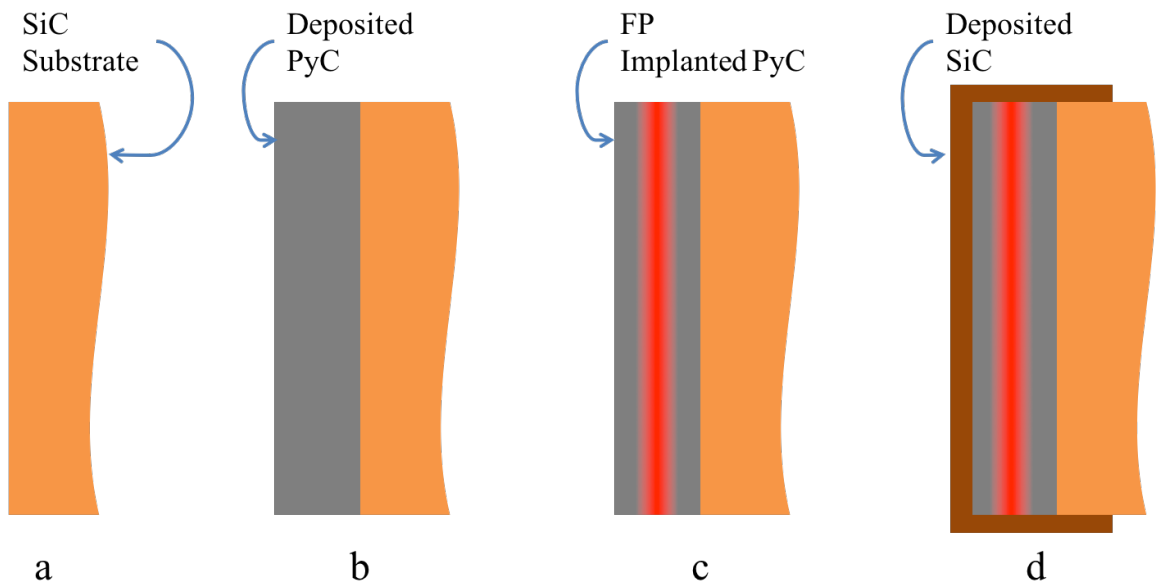 SiC
Substrate
Deposited
PyC
FP
Implanted PyC
Deposited
SiC
a
b
c
d